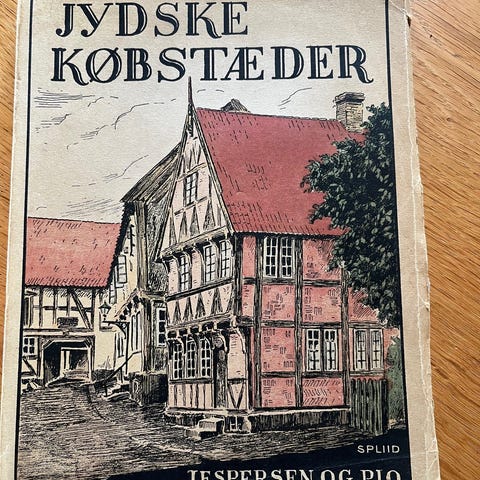 JYDSKE
KØBSTÆDER
SPLIID
JESPERSEN OG PIO